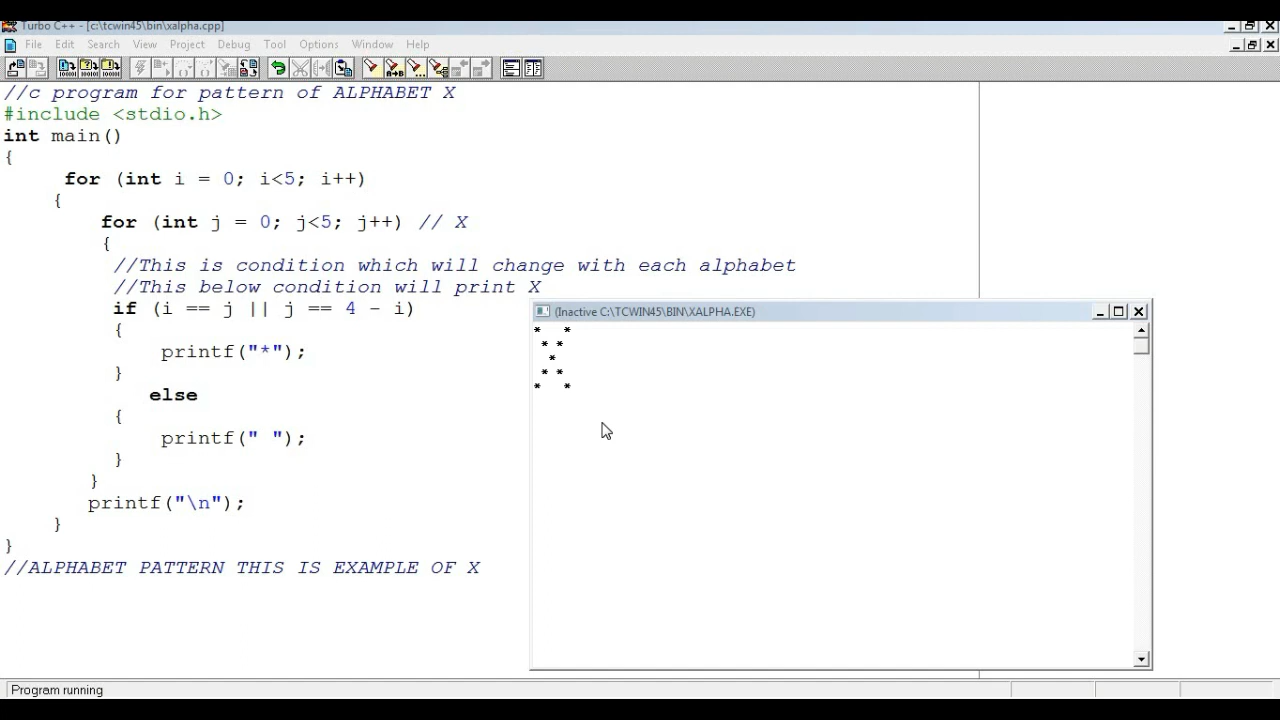 Turbo C++ - [c:\tcwin45\bin\xalpha.cpp]
File Edit Search View Project Debug Tool Options Window Help
//c program for pattern of ALPHABET X
#include <stdio.h>
int main()
{
for (int i = 0; i<5; i++)
{
for (int j = 0; j<5; j++) // X
{
//This is condition which will change with each alphabet
//This below condition will print X
if (i == j || j == 4 - i)
{
printf("*");
}
else
{
printf(" ");
}
}
printf("\n");
}
}
//ALPHABET PATTERN THIS IS EXAMPLE OF X
(Inactive C:\TCWIN45\BIN\XALPHA.EXE)
*   *
 * *
  *
 * *
*   *
Program running